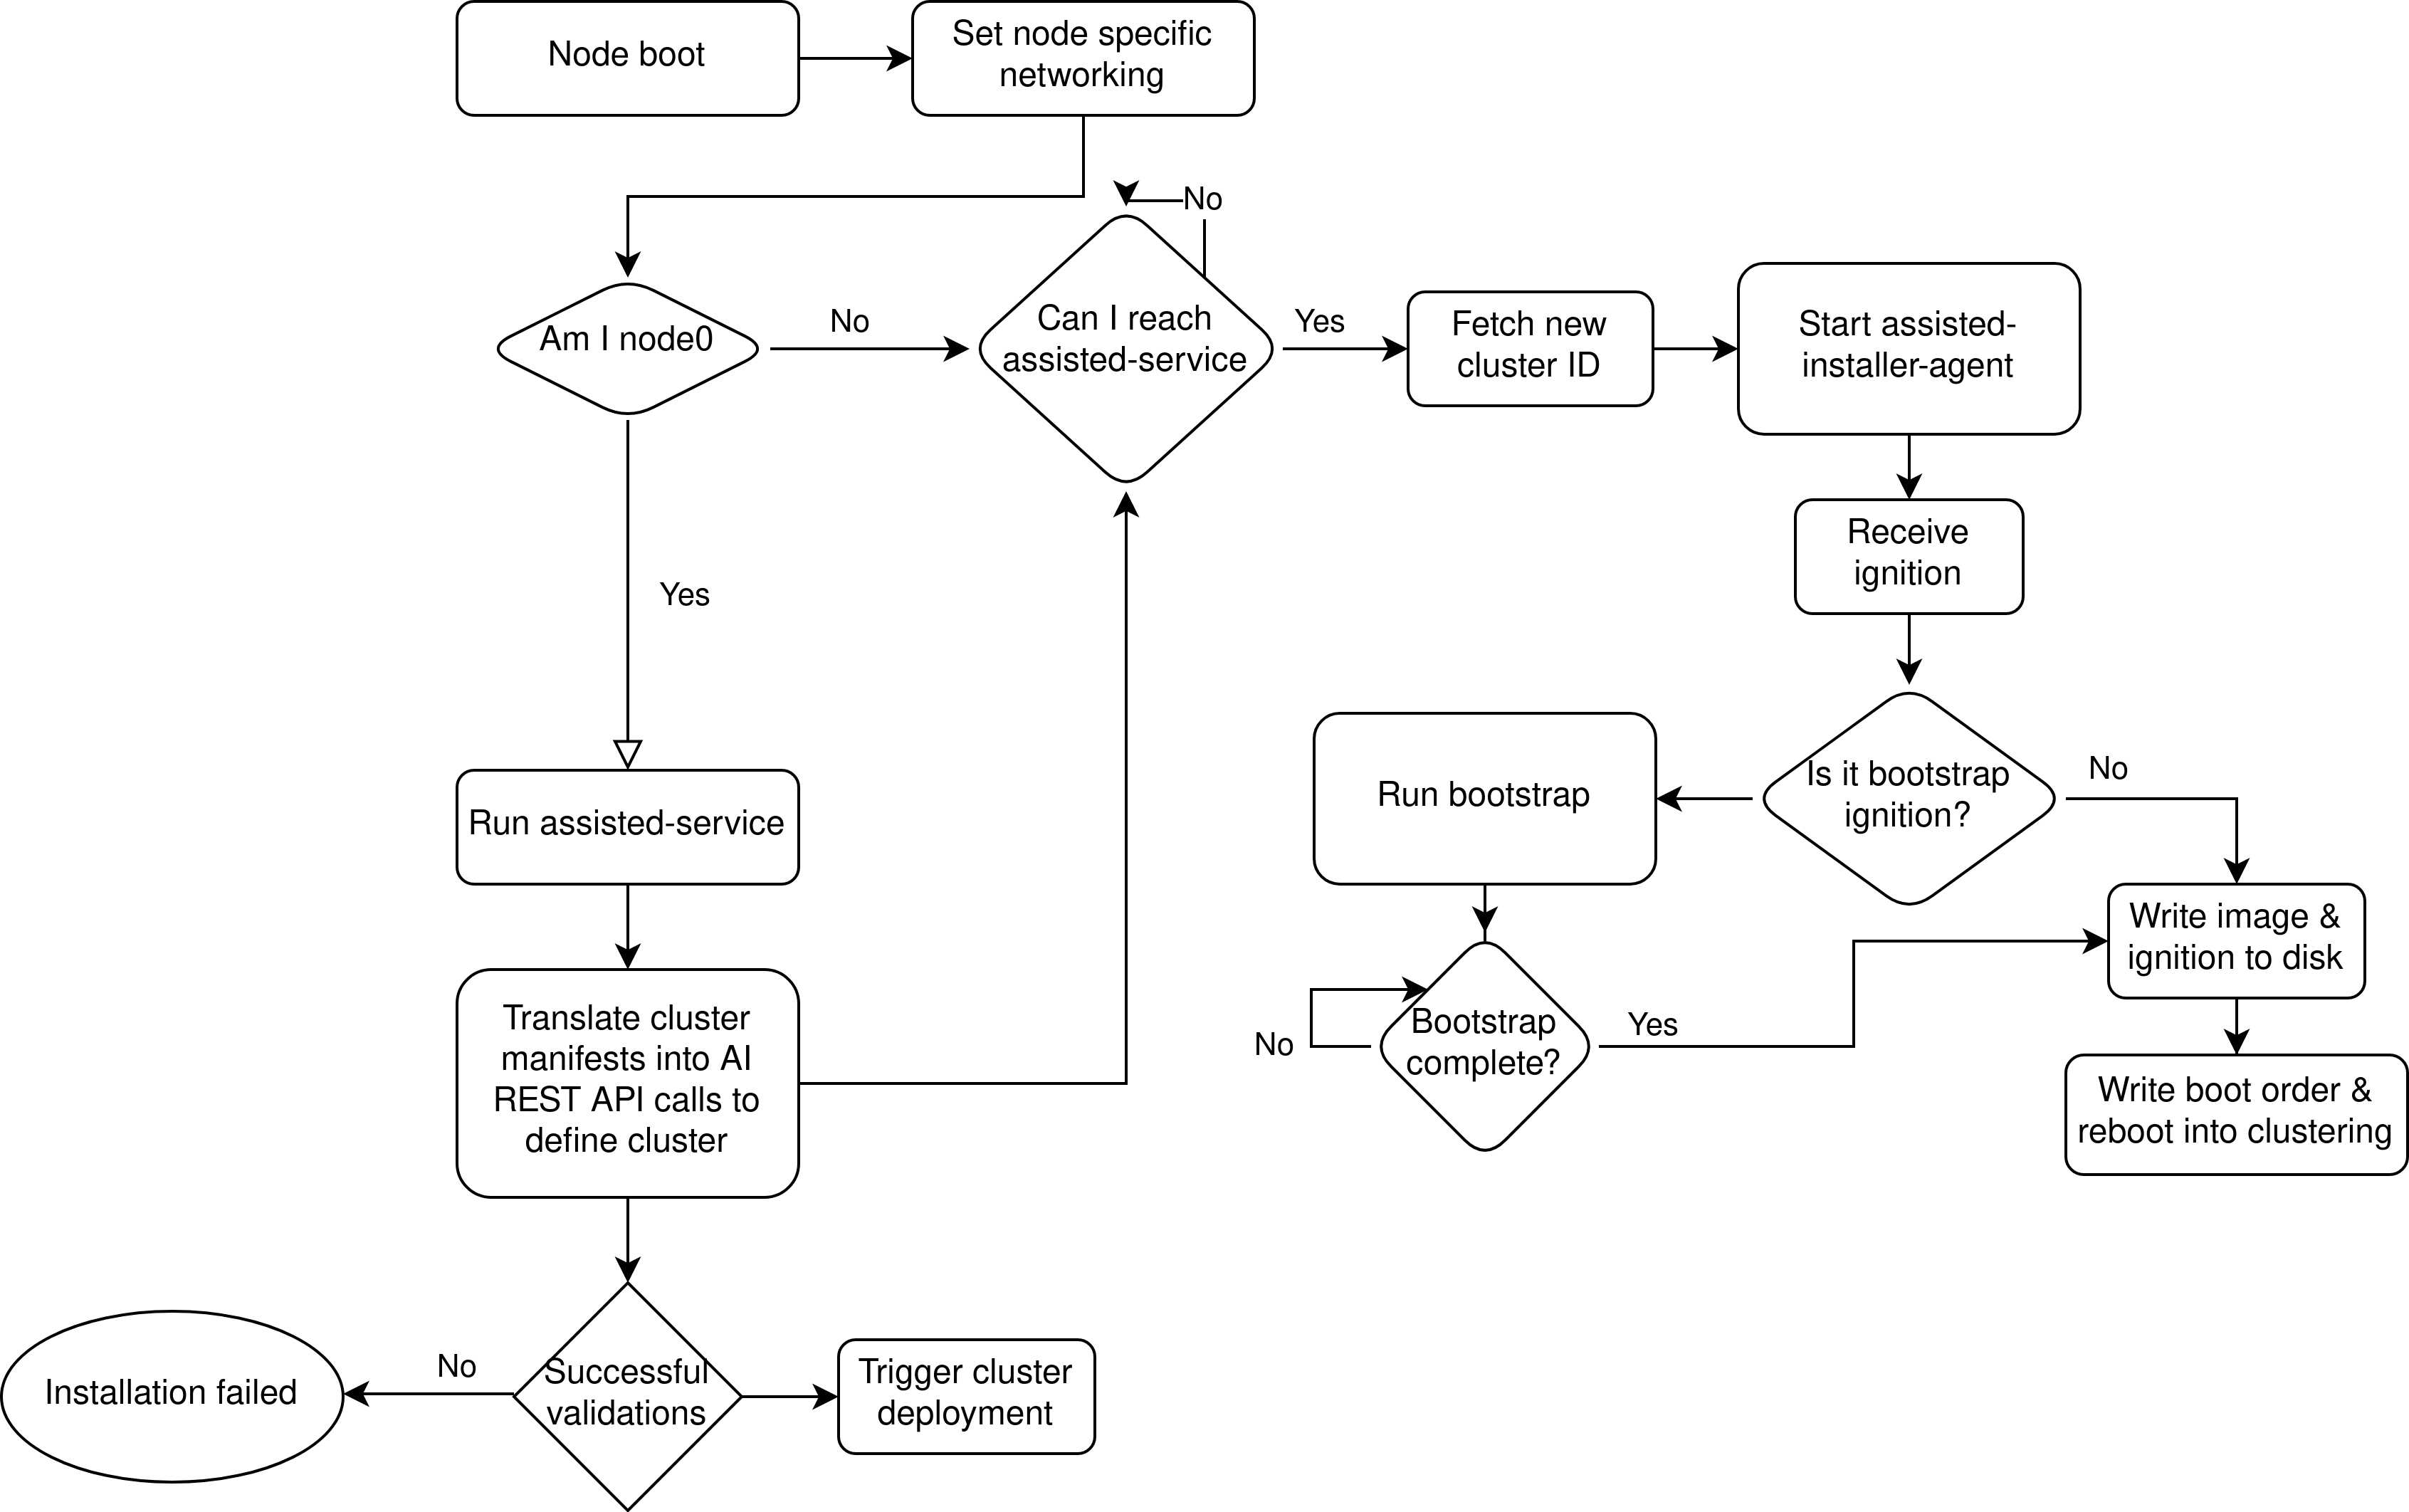 Node boot
Set node specific
networking
No
Am I node0
No
Can I reach
assisted-service
Yes
Fetch new
cluster ID
Start assisted-
installer-agent
Receive
ignition
Yes
Is it bootstrap
ignition?
No
Run bootstrap
Run assisted-service
Write image &
ignition to disk
Bootstrap
complete?
No
Yes
Translate cluster
manifests into AI
REST API calls to
define cluster
Write boot order &
reboot into clustering
Installation failed
No
Successful
validations
Trigger cluster
deployment